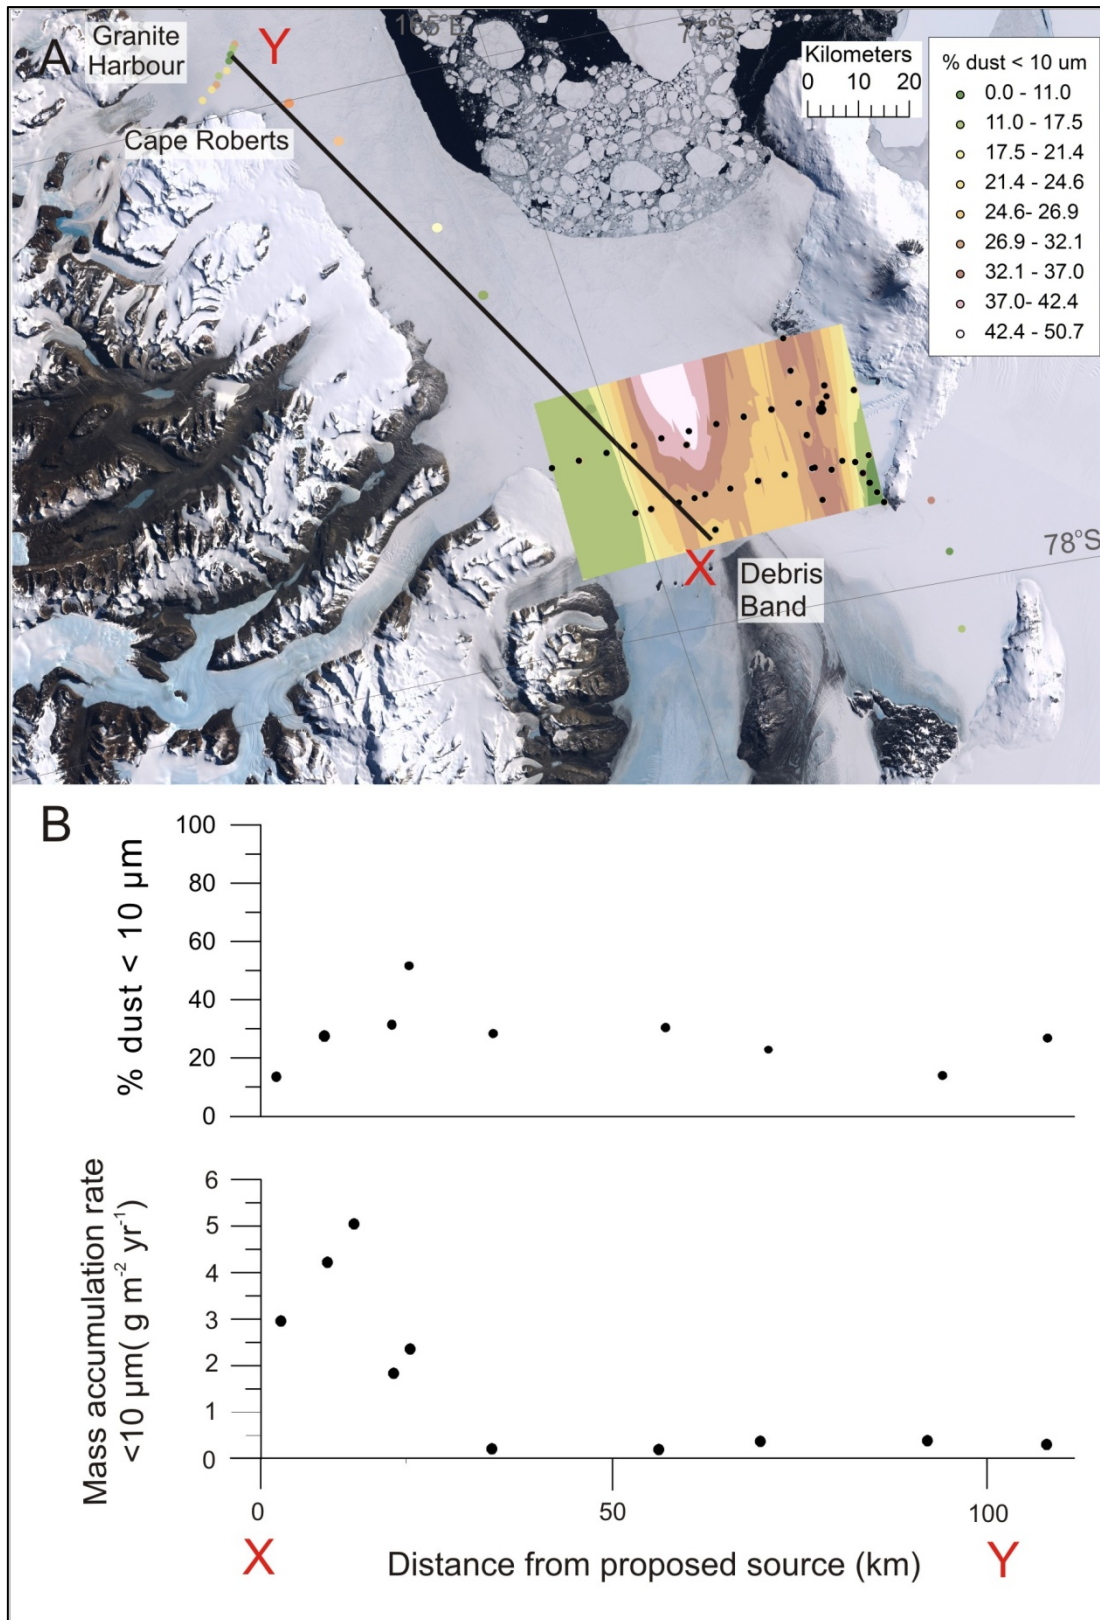 A
Granite
Harbour
Y
Cape Roberts
165°E
77°S
Kilometers
0 10 20
% dust < 10 um
0.0 - 11.0
11.0 - 17.5
17.5 - 21.4
21.4 - 24.6
24.6- 26.9
26.9 - 32.1
32.1 - 37.0
37.0- 42.4
42.4 - 50.7
78°S
X
Debris
Band
B
% dust < 10 µm
100
80
60
40
20
0
Mass accumulation rate
<10 µm( g m-2 yr-1)
6
5
4
3
2
1
0
0 50 100
X Distance from proposed source (km) Y